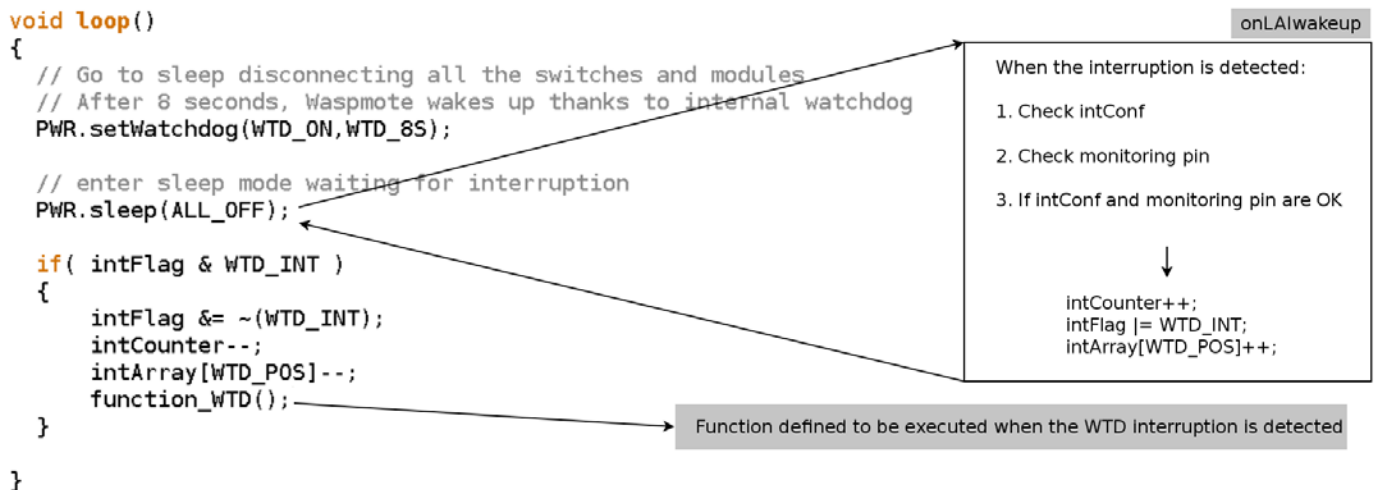 void loop()
{
// Go to sleep disconnecting all the switches and modules
// After 8 seconds, Waspmote wakes up thanks to internal watchdog
PWR.setWatchdog(WTD_ON,WTD_8S);
// enter sleep mode waiting for interruption
PWR.sleep(ALL_OFF);
if( intFlag & WTD_INT )
{
intFlag &= ~(WTD_INT);
intCounter--;
intArray[WTD_POS]--;
function_WTD();
}
}
onLAIwakeup
When the interruption is detected:
1. Check intConf
2. Check monitoring pin
3. If intConf and monitoring pin are OK
intCounter++;
intFlag |= WTD_INT;
intArray[WTD_POS]++;
Function defined to be executed when the WTD interruption is detected